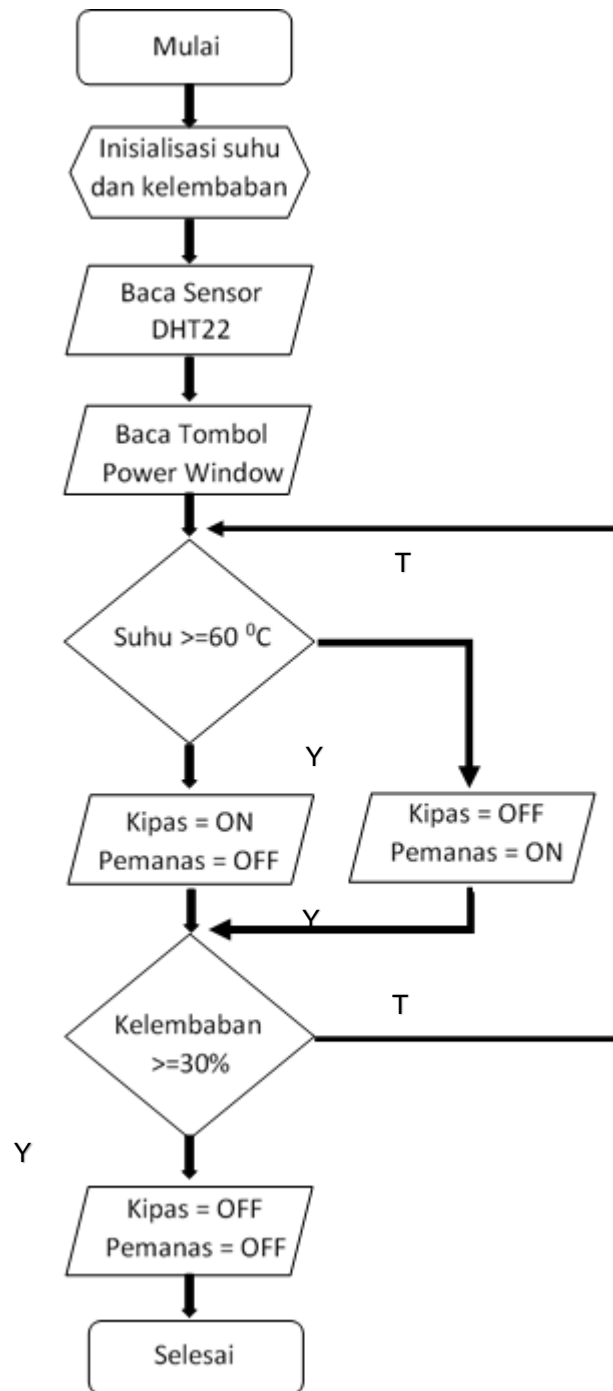 Mulai
Inisialisasi suhu
dan kelembaban
Baca Sensor
DHT22
Baca Tombol
Power Window
T
Suhu >=60 ⁰C
Y
Kipas = ON
Pemanas = OFF
Kipas = OFF
Pemanas = ON
Y
T
Kelembaban
>=30%
Y
Kipas = OFF
Pemanas = OFF
Selesai